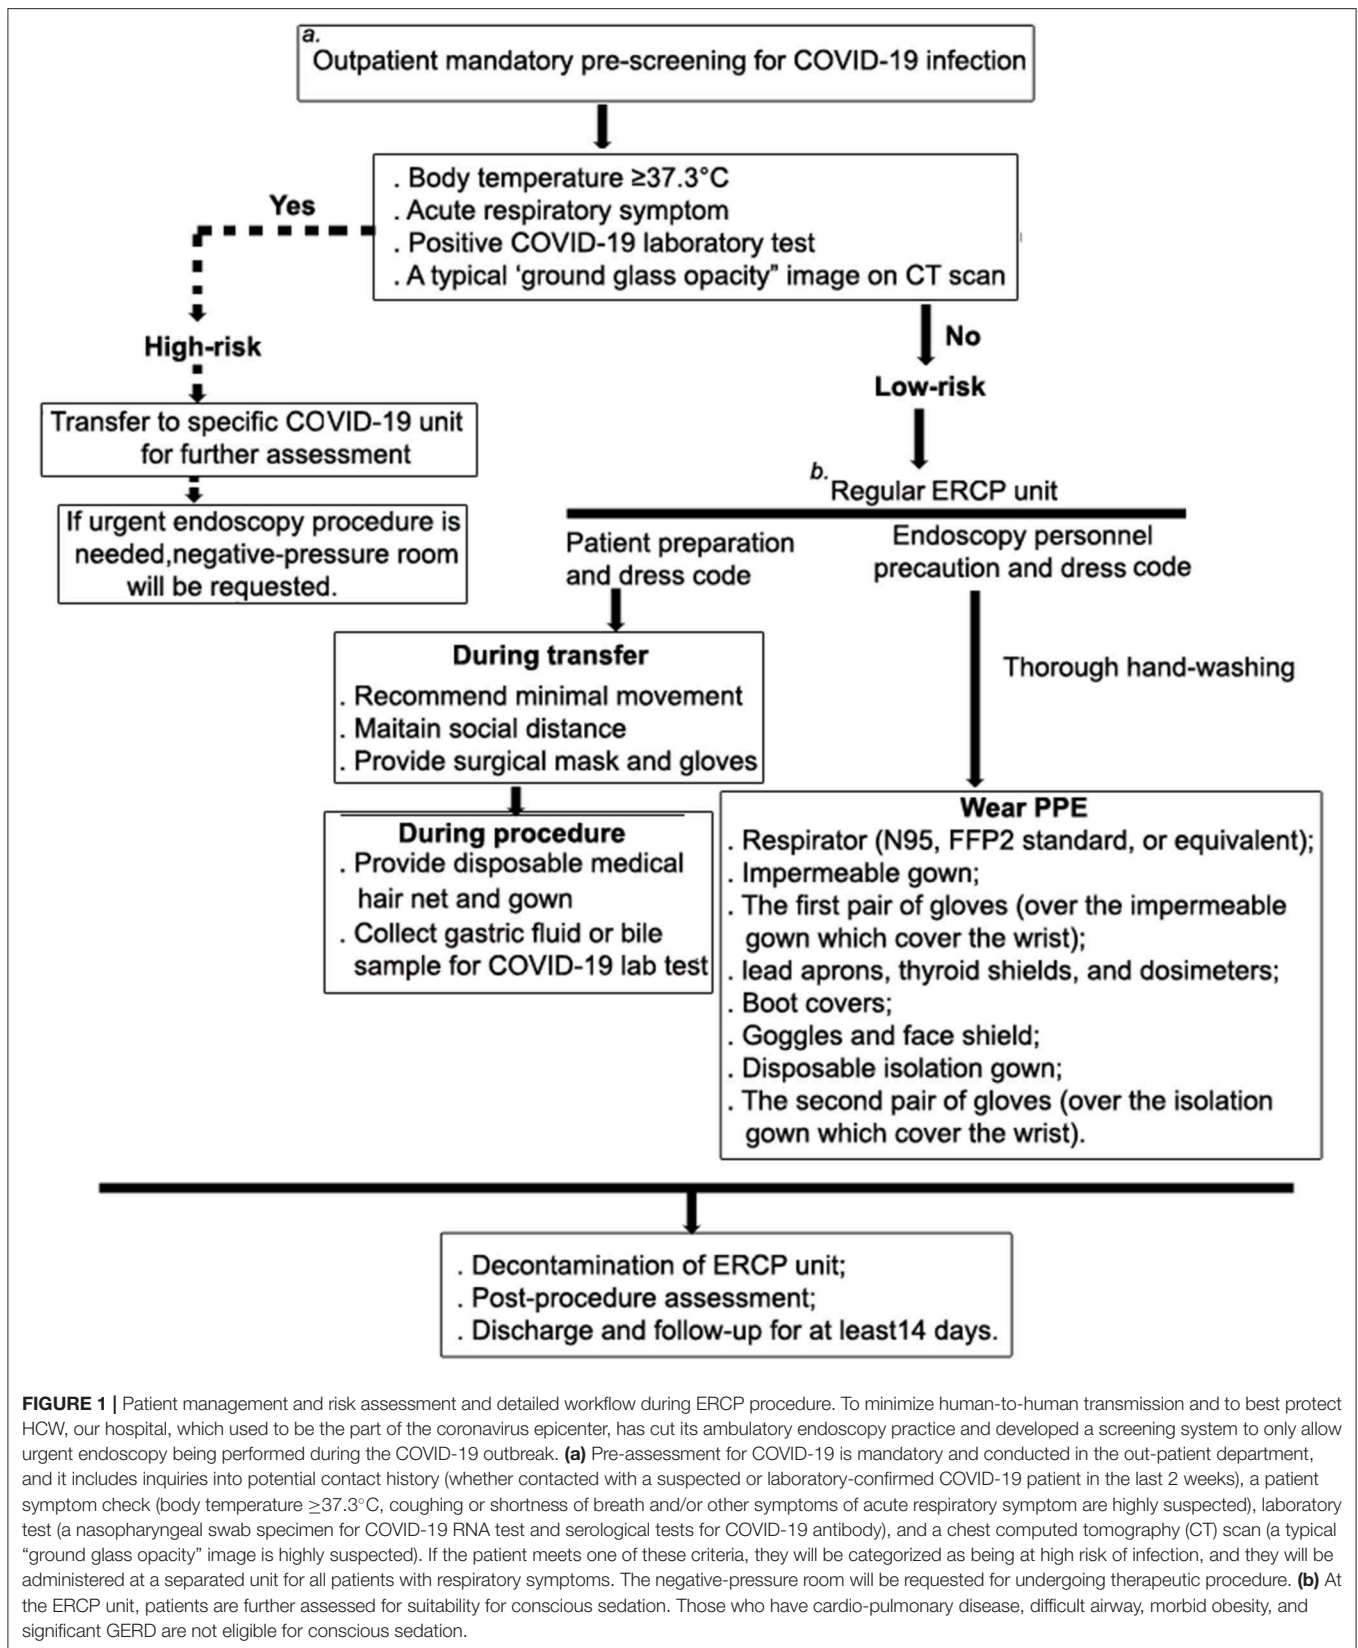 a.
Outpatient mandatory pre-screening for COVID-19 infection
. Body temperature ≥37.3°C
. Acute respiratory symptom
. Positive COVID-19 laboratory test
. A typical ‘ground glass opacity” image on CT scan
Yes
High-risk
Transfer to specific COVID-19 unit
for further assessment
If urgent endoscopy procedure is
needed,negative-pressure room
will be requested.
No
Low-risk
b.
Regular ERCP unit
Patient preparation
and dress code
During transfer
. Recommend minimal movement
. Maitain social distance
. Provide surgical mask and gloves
During procedure
. Provide disposable medical
hair net and gown
. Collect gastric fluid or bile
sample for COVID-19 lab test
Endoscopy personnel
precaution and dress code
Thorough hand-washing
Wear PPE
. Respirator (N95, FFP2 standard, or equivalent);
. Impermeable gown;
. The first pair of gloves (over the impermeable
gown which cover the wrist);
. lead aprons, thyroid shields, and dosimeters;
. Boot covers;
. Goggles and face shield;
. Disposable isolation gown;
. The second pair of gloves (over the isolation
gown which cover the wrist).
. Decontamination of ERCP unit;
. Post-procedure assessment;
. Discharge and follow-up for at least14 days.
FIGURE 1 | Patient management and risk assessment and detailed workflow during ERCP procedure. To minimize human-to-human transmission and to best protect
HCW, our hospital, which used to be the part of the coronavirus epicenter, has cut its ambulatory endoscopy practice and developed a screening system to only allow
urgent endoscopy being performed during the COVID-19 outbreak. (a) Pre-assessment for COVID-19 is mandatory and conducted in the out-patient department,
and it includes inquiries into potential contact history (whether contacted with a suspected or laboratory-confirmed COVID-19 patient in the last 2 weeks), a patient
symptom check (body temperature ≥37.3°C, coughing or shortness of breath and/or other symptoms of acute respiratory symptom are highly suspected), laboratory
test (a nasopharyngeal swab specimen for COVID-19 RNA test and serological tests for COVID-19 antibody), and a chest computed tomography (CT) scan (a typical
“ground glass opacity” image is highly suspected). If the patient meets one of these criteria, they will be categorized as being at high risk of infection, and they will be
administered at a separated unit for all patients with respiratory symptoms. The negative-pressure room will be requested for undergoing therapeutic procedure. (b) At
the ERCP unit, patients are further assessed for suitability for conscious sedation. Those who have cardio-pulmonary disease, difficult airway, morbid obesity, and
significant GERD are not eligible for conscious sedation.